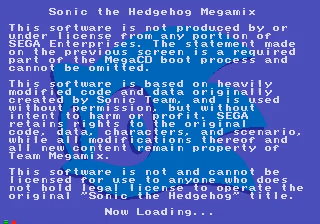 Sonic the Hedgehog Megamix
This software is not produced by or
under license from any portion of
SEGA Enterprises. The statement made
on the previous screen is a required
part of the MegaCD boot process and
cannot be omitted.
This software is based on heavily
modified code and data originally
created by Sonic Team, and is used
without permission, but without
intent to harm or profit. SEGA
retains rights to the original
code, data, characters, and scenario,
while all modifications thereof and
all new content remain property of
Team Megamix.
This software is not and cannot be
licensed for use to anyone who does
not hold legal license to operate the
original "Sonic the Hedgehog" title.
Now Loading...